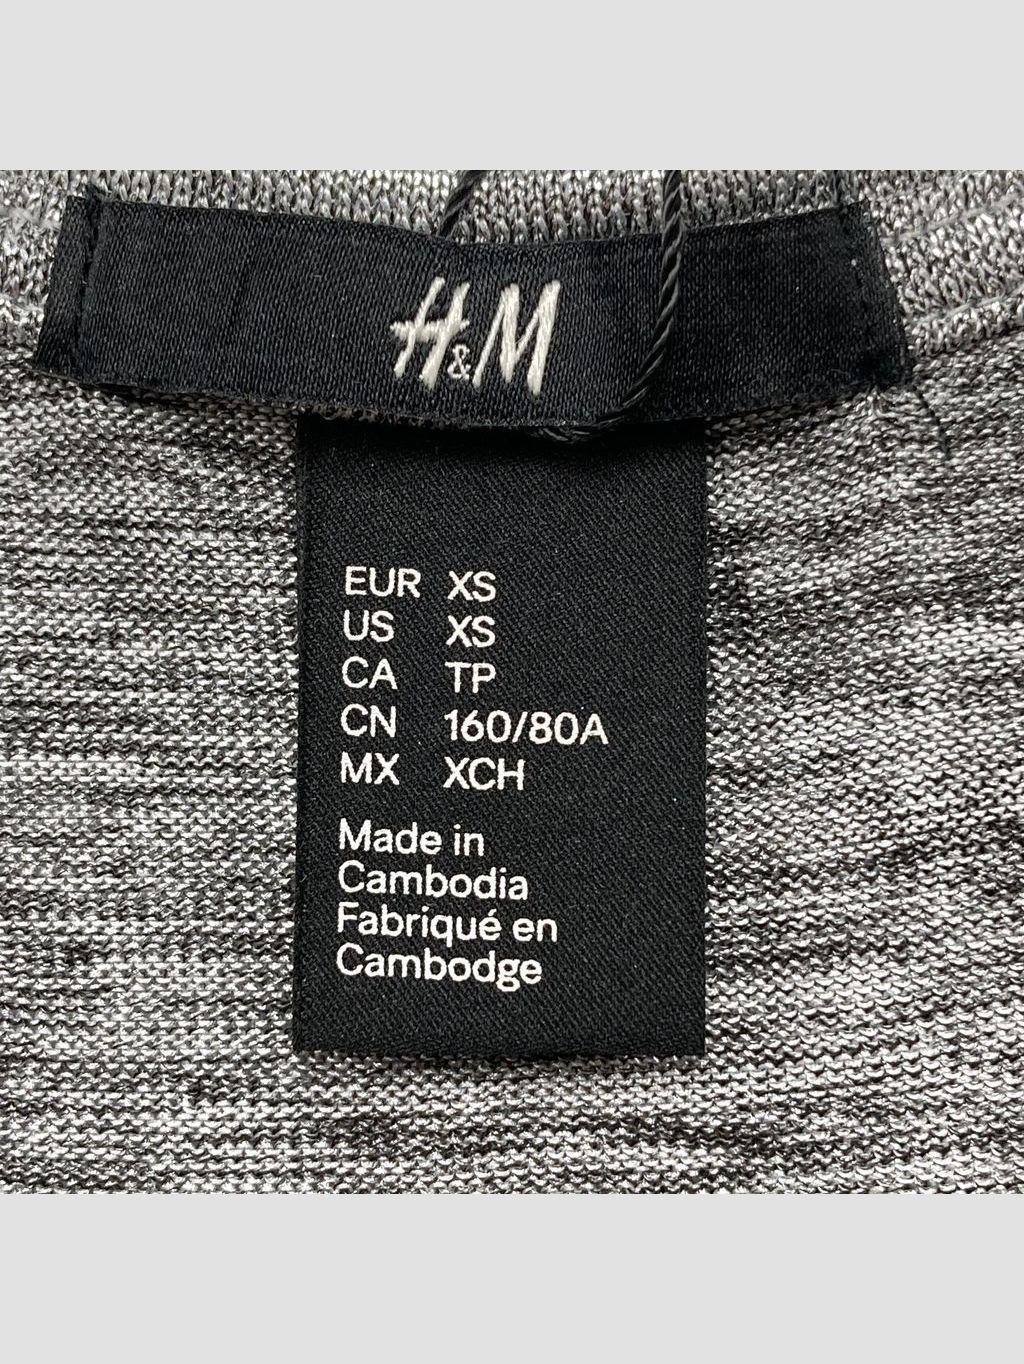 H&M
EUR XS
US XS
CA TP
CN 160/80A
MX XCH
Made in
Cambodia
Fabriqué en
Cambodge